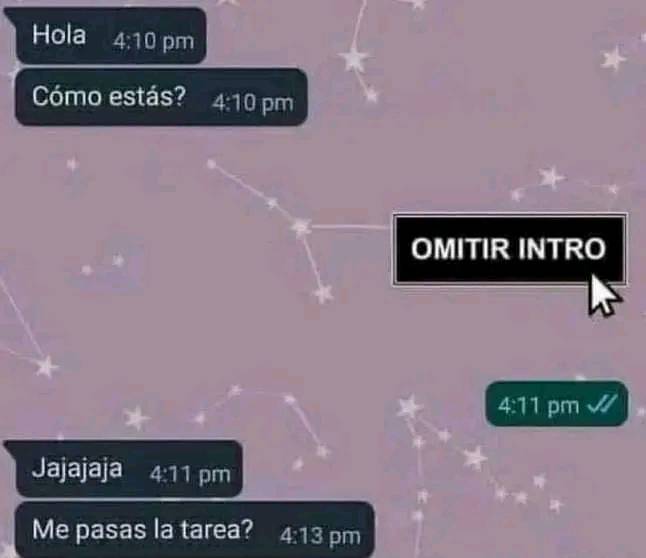 Hola 4:10 pm
Cómo estás? 4:10 pm
OMITIR INTRO
4:11 pm
Jajajaja 4:11 pm
Me pasas la tarea? 4:13 pm